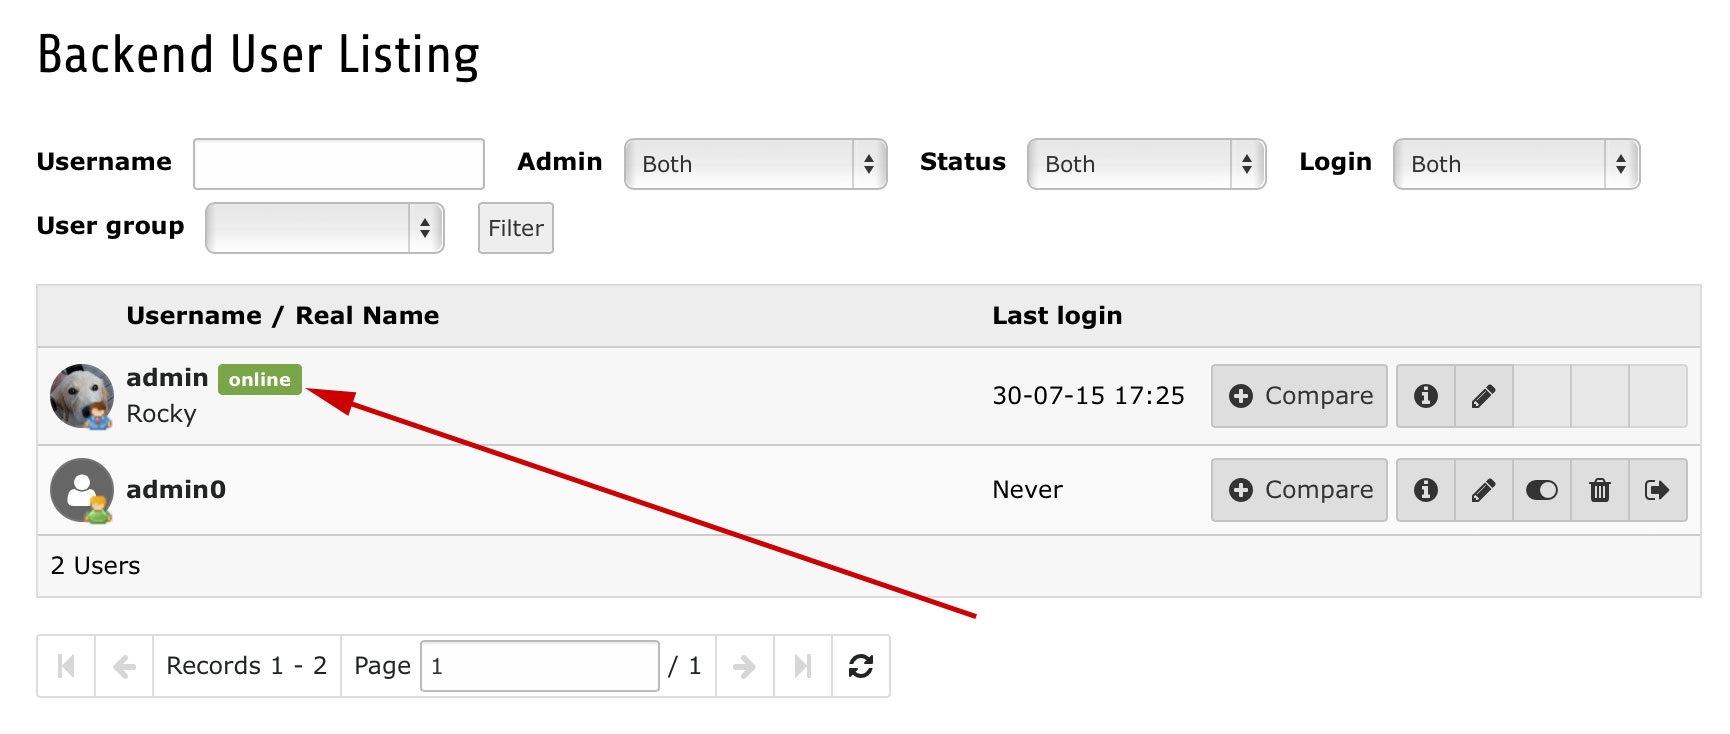 Backend User Listing
Username Admin Both Status Both Login Both
User group Filter
Username / Real Name Last login
admin online
Rocky
30-07-15 17:25 Compare
admin0 Never Compare
2 Users
Records 1 - 2 Page 1 / 1